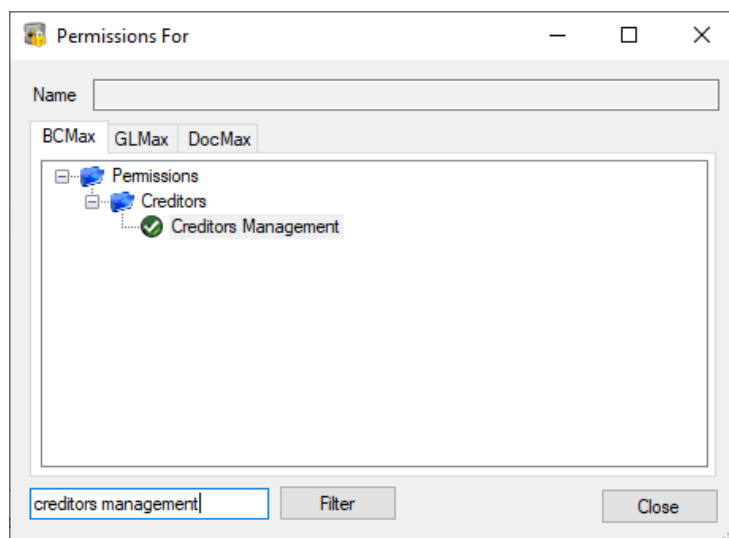 Permissions For
Name
BCMax GLMax DocMax
Permissions
Creditors
Creditors Management
creditors management
Filter
Close